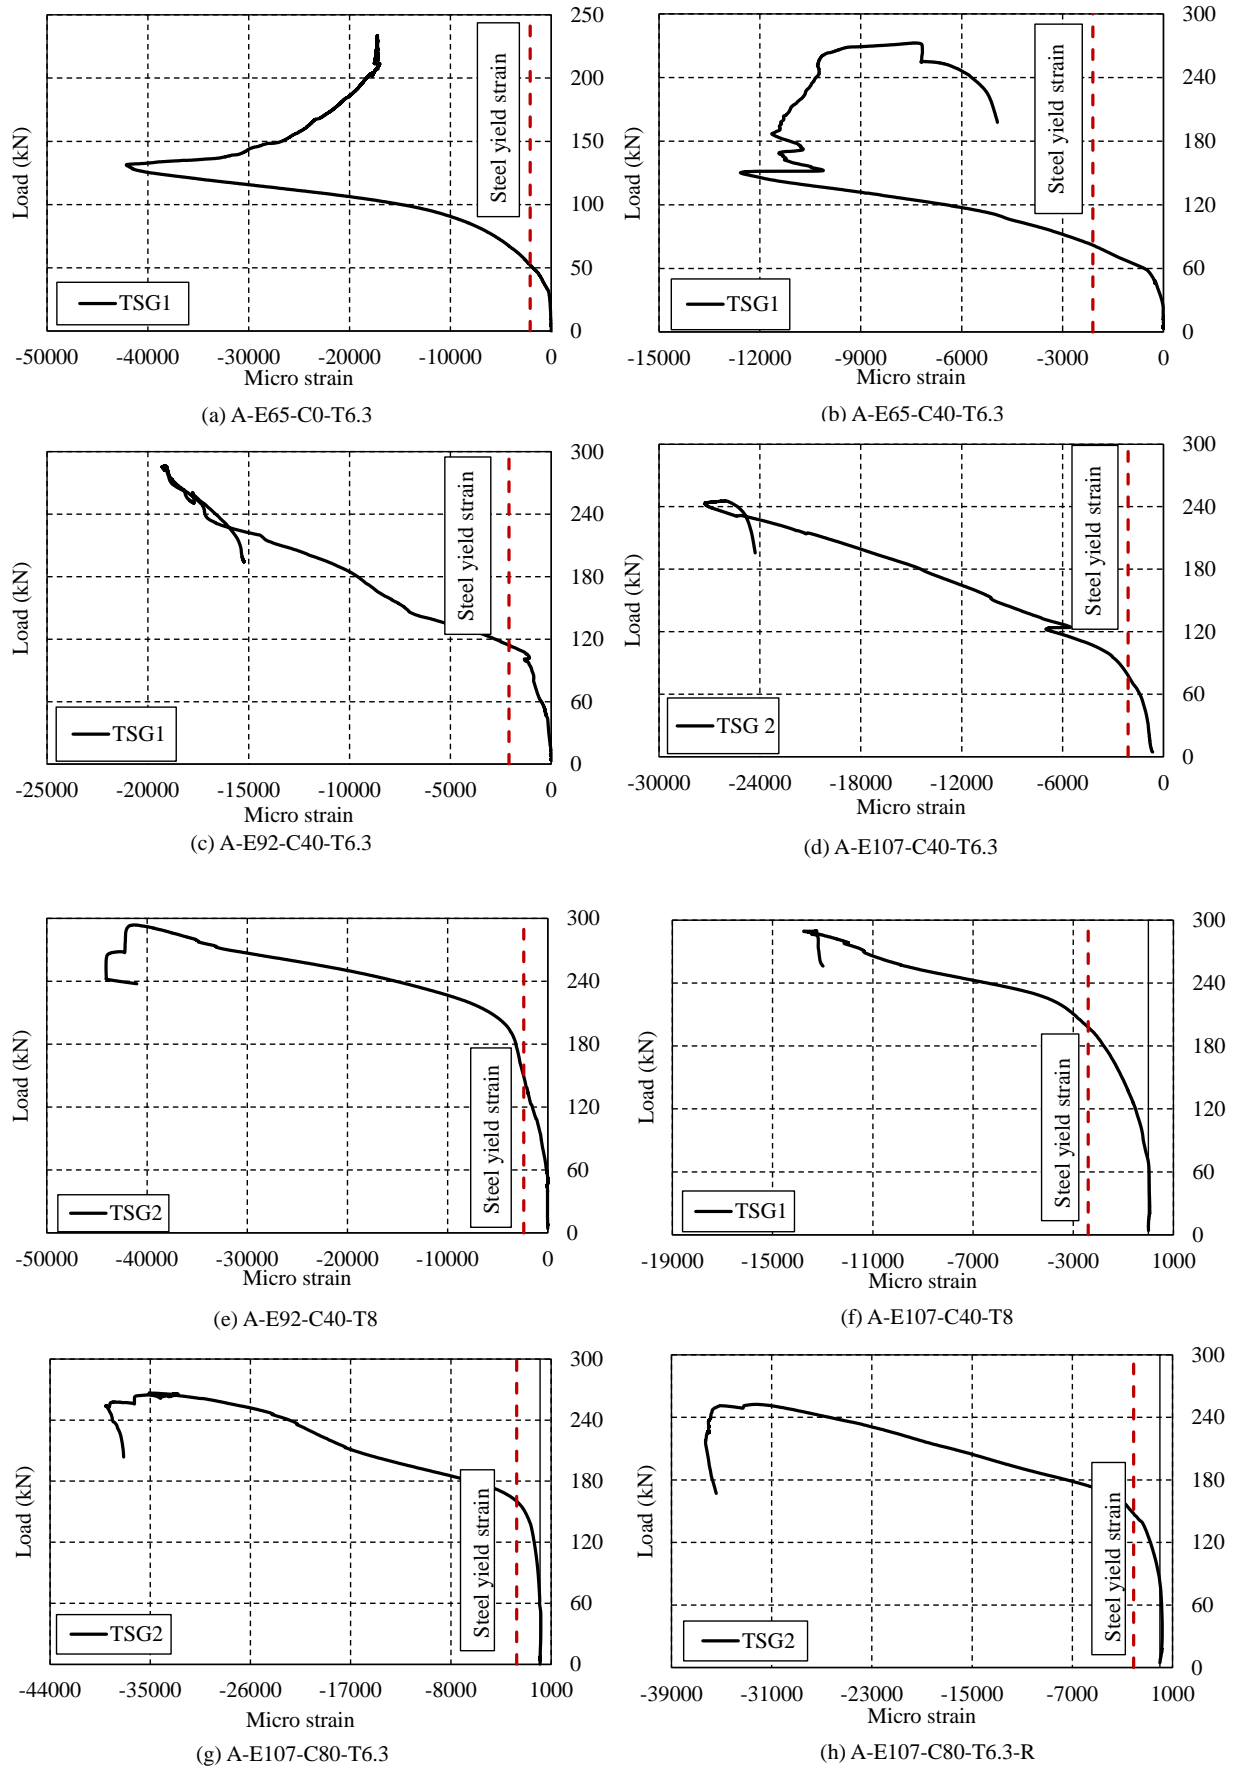 250
200
150
100
50
0
Load (kN)
Steel yield strain
TSG1
-50000 -40000 -30000 -20000 -10000 0
Micro strain
(a) A-E65-C0-T6.3
300
240
180
120
60
0
Load (kN)
Steel yield strain
TSG1
-15000 -12000 -9000 -6000 -3000 0
Micro strain
(b) A-E65-C40-T6.3
300
240
180
120
60
0
Load (kN)
Steel yield strain
TSG1
-25000 -20000 -15000 -10000 -5000 0
Micro strain
(c) A-E92-C40-T6.3
300
240
180
120
60
0
Load (kN)
Steel yield strain
TSG 2
-30000 -24000 -18000 -12000 -6000 0
Micro strain
(d) A-E107-C40-T6.3
300
240
180
120
60
0
Load (kN)
Steel yield strain
TSG2
-50000 -40000 -30000 -20000 -10000 0
Micro strain
(e) A-E92-C40-T8
300
240
180
120
60
0
Load (kN)
Steel yield strain
TSG1
-19000 -15000 -11000 -7000 -3000 1000
Micro strain
(f) A-E107-C40-T8
300
240
180
120
60
0
Load (kN)
Steel yield strain
TSG2
-44000 -35000 -26000 -17000 -8000 1000
Micro strain
(g) A-E107-C80-T6.3
300
240
180
120
60
0
Load (kN)
Steel yield strain
TSG2
-39000 -31000 -23000 -15000 -7000 1000
Micro strain
(h) A-E107-C80-T6.3-R